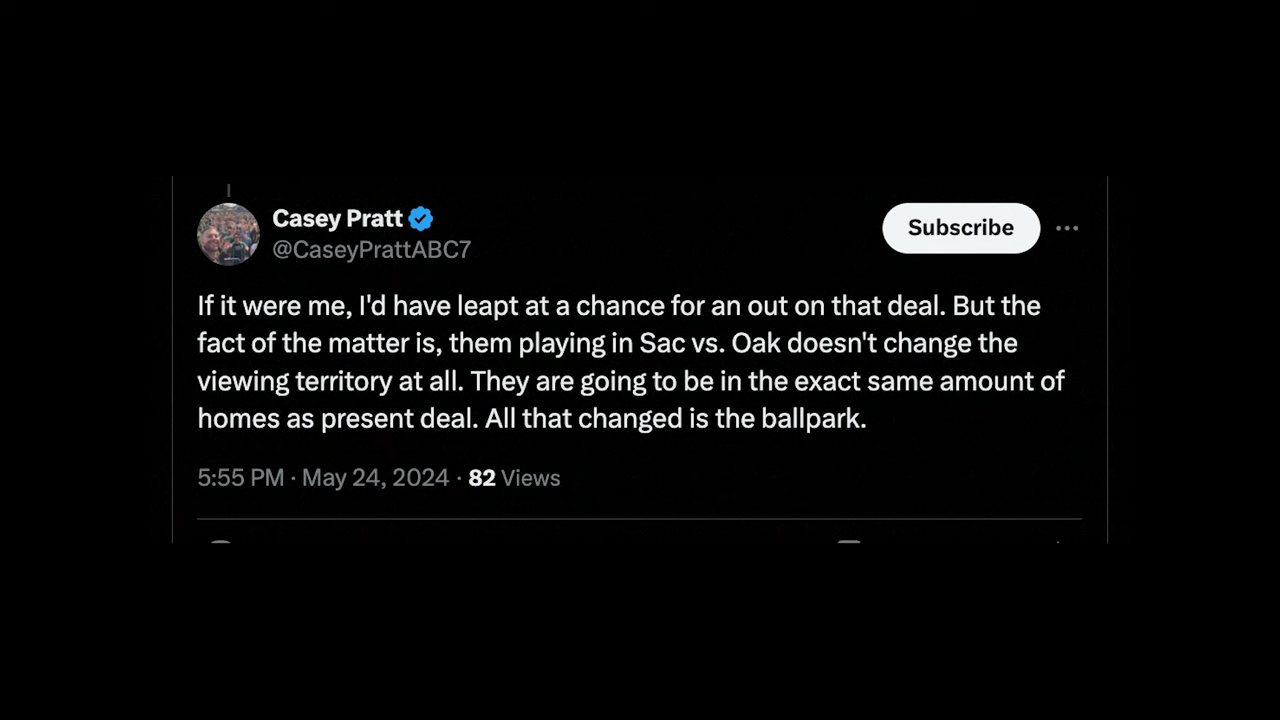 Casey Pratt
@CaseyPrattABC7
Subscribe
If it were me, I'd have leapt at a chance for an out on that deal. But the
fact of the matter is, them playing in Sac vs. Oak doesn't change the
viewing territory at all. They are going to be in the exact same amount of
homes as present deal. All that changed is the ballpark.
5:55 PM · May 24, 2024 · 82 Views